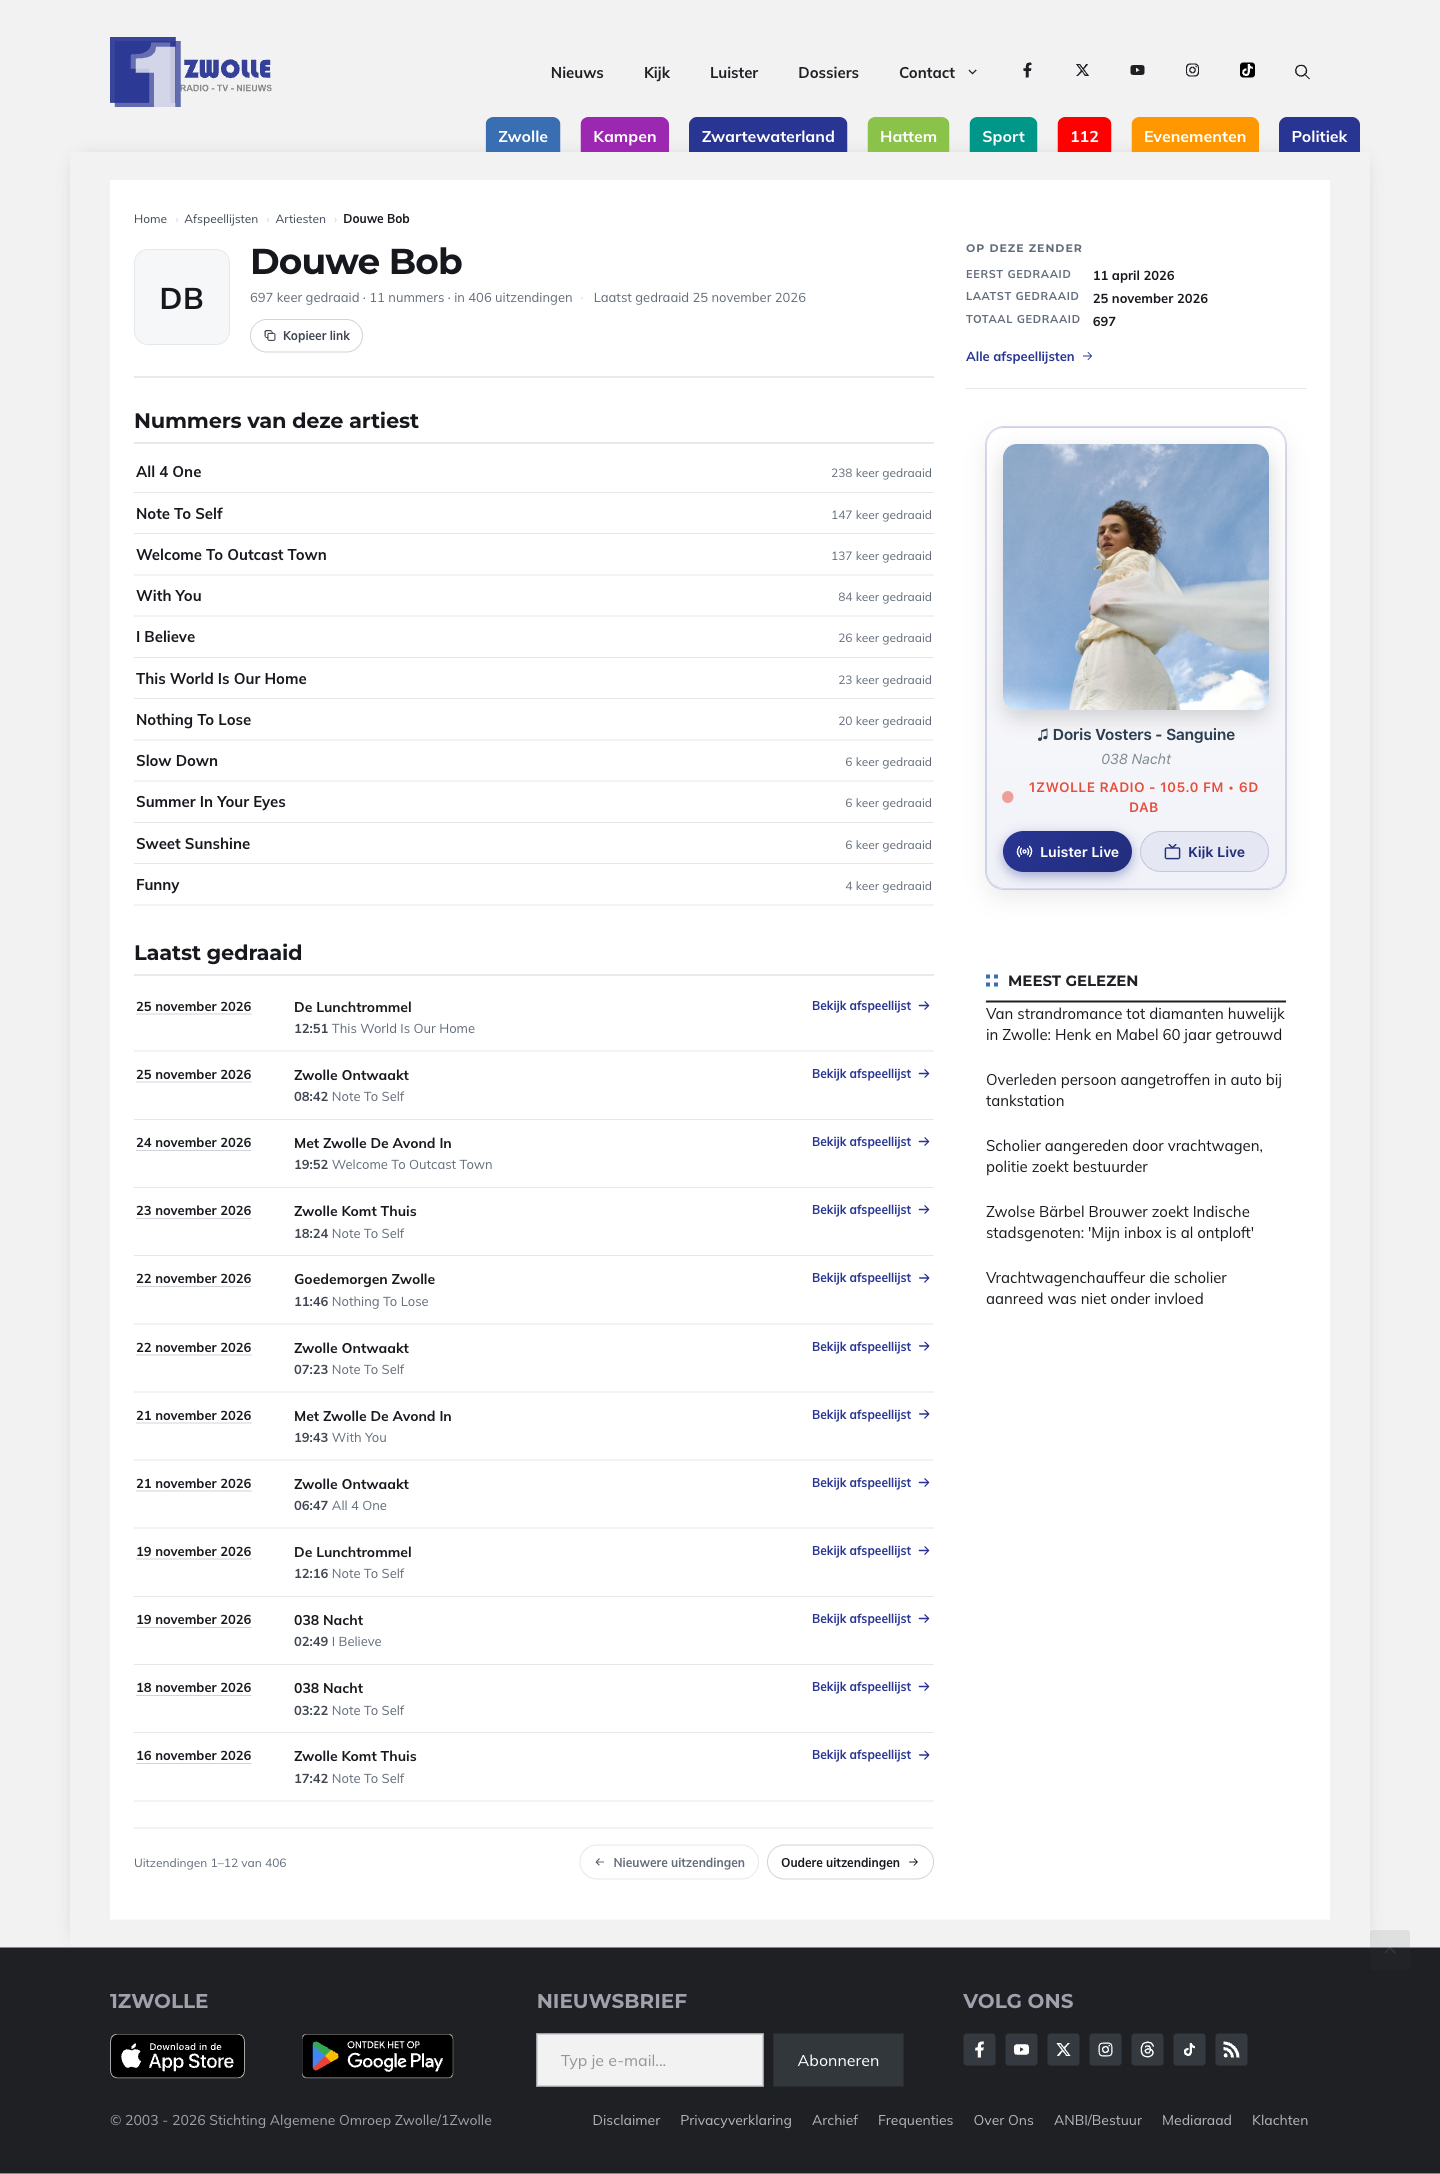 1ZWOLLE
RADIO - TV - NIEUWS
Nieuws Kijk Luister Dossiers Contact
Zwolle Kampen Zwartewaterland Hattem Sport 112 Evenementen Politiek
Home › Afspeellijsten › Artiesten › Douwe Bob
DB
Douwe Bob
697 keer gedraaid · 11 nummers · in 406 uitzendingen · Laatst gedraaid 25 november 2026
Kopieer link
Nummers van deze artiest
All 4 One 238 keer gedraaid
Note To Self 147 keer gedraaid
Welcome To Outcast Town 137 keer gedraaid
With You 84 keer gedraaid
I Believe 26 keer gedraaid
This World Is Our Home 23 keer gedraaid
Nothing To Lose 20 keer gedraaid
Slow Down 6 keer gedraaid
Summer In Your Eyes 6 keer gedraaid
Sweet Sunshine 6 keer gedraaid
Funny 4 keer gedraaid
Laatst gedraaid
25 november 2026 De Lunchtrommel Bekijk afspeellijst →
12:51 This World Is Our Home
25 november 2026 Zwolle Ontwaakt Bekijk afspeellijst →
08:42 Note To Self
24 november 2026 Met Zwolle De Avond In Bekijk afspeellijst →
19:52 Welcome To Outcast Town
23 november 2026 Zwolle Komt Thuis Bekijk afspeellijst →
18:24 Note To Self
22 november 2026 Goedemorgen Zwolle Bekijk afspeellijst →
11:46 Nothing To Lose
22 november 2026 Zwolle Ontwaakt Bekijk afspeellijst →
07:23 Note To Self
21 november 2026 Met Zwolle De Avond In Bekijk afspeellijst →
19:43 With You
21 november 2026 Zwolle Ontwaakt Bekijk afspeellijst →
06:47 All 4 One
19 november 2026 De Lunchtrommel Bekijk afspeellijst →
12:16 Note To Self
19 november 2026 038 Nacht Bekijk afspeellijst →
02:49 I Believe
18 november 2026 038 Nacht Bekijk afspeellijst →
03:22 Note To Self
16 november 2026 Zwolle Komt Thuis Bekijk afspeellijst →
17:42 Note To Self
Uitzendingen 1–12 van 406 ← Nieuwere uitzendingen Oudere uitzendingen →
OP DEZE ZENDER
EERST GEDRAAID 11 april 2026
LAATST GEDRAAID 25 november 2026
TOTAAL GEDRAAID 697
Alle afspeellijsten →
♫ Doris Vosters - Sanguine
038 Nacht
1ZWOLLE RADIO - 105.0 FM • 6D
DAB
Luister Live Kijk Live
MEEST GELEZEN
Van strandromance tot diamanten huwelijk
in Zwolle: Henk en Mabel 60 jaar getrouwd
Overleden persoon aangetroffen in auto bij
tankstation
Scholier aangereden door vrachtwagen,
politie zoekt bestuurder
Zwolse Bärbel Brouwer zoekt Indische
stadsgenoten: 'Mijn inbox is al ontploft'
Vrachtwagenchauffeur die scholier
aanreed was niet onder invloed
1ZWOLLE
Download in de
App Store
ONTDEK HET OP
Google Play
NIEUWSBRIEF
Typ je e-mail... Abonneren
VOLG ONS
© 2003 - 2026 Stichting Algemene Omroep Zwolle/1Zwolle
Disclaimer Privacyverklaring Archief Frequenties Over Ons ANBI/Bestuur Mediaraad Klachten